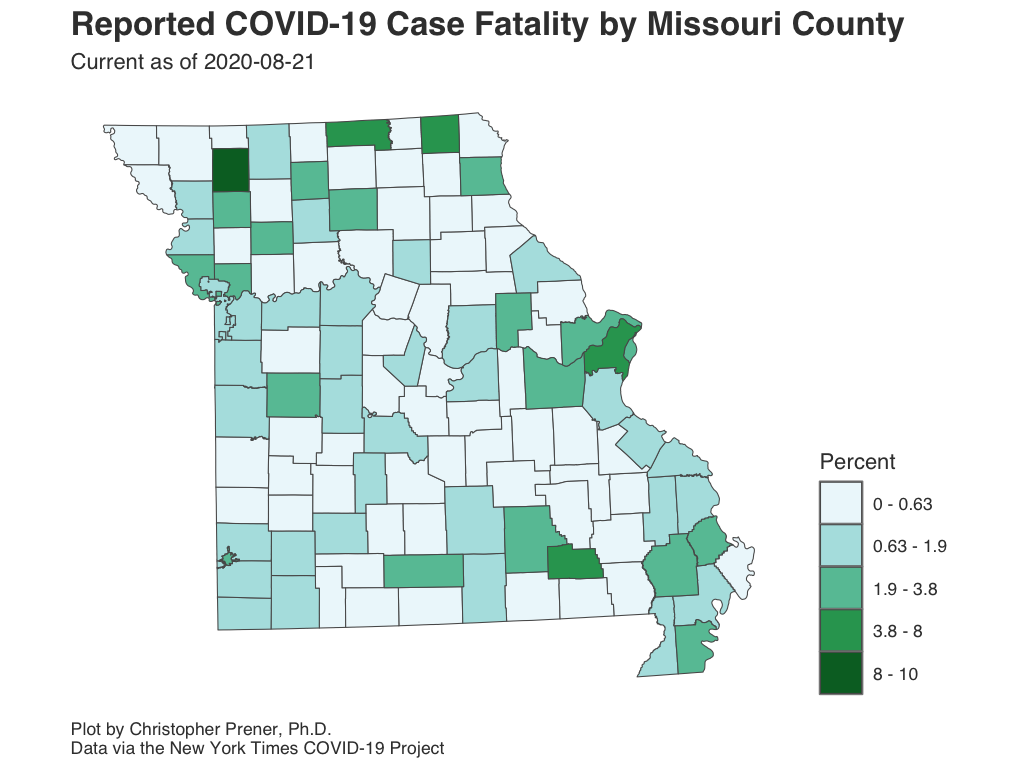 Reported COVID-19 Case Fatality by Missouri County
Current as of 2020-08-21
Percent
0 - 0.63
0.63 - 1.9
1.9 - 3.8
3.8 - 8
8 - 10
Plot by Christopher Prener, Ph.D.
Data via the New York Times COVID-19 Project